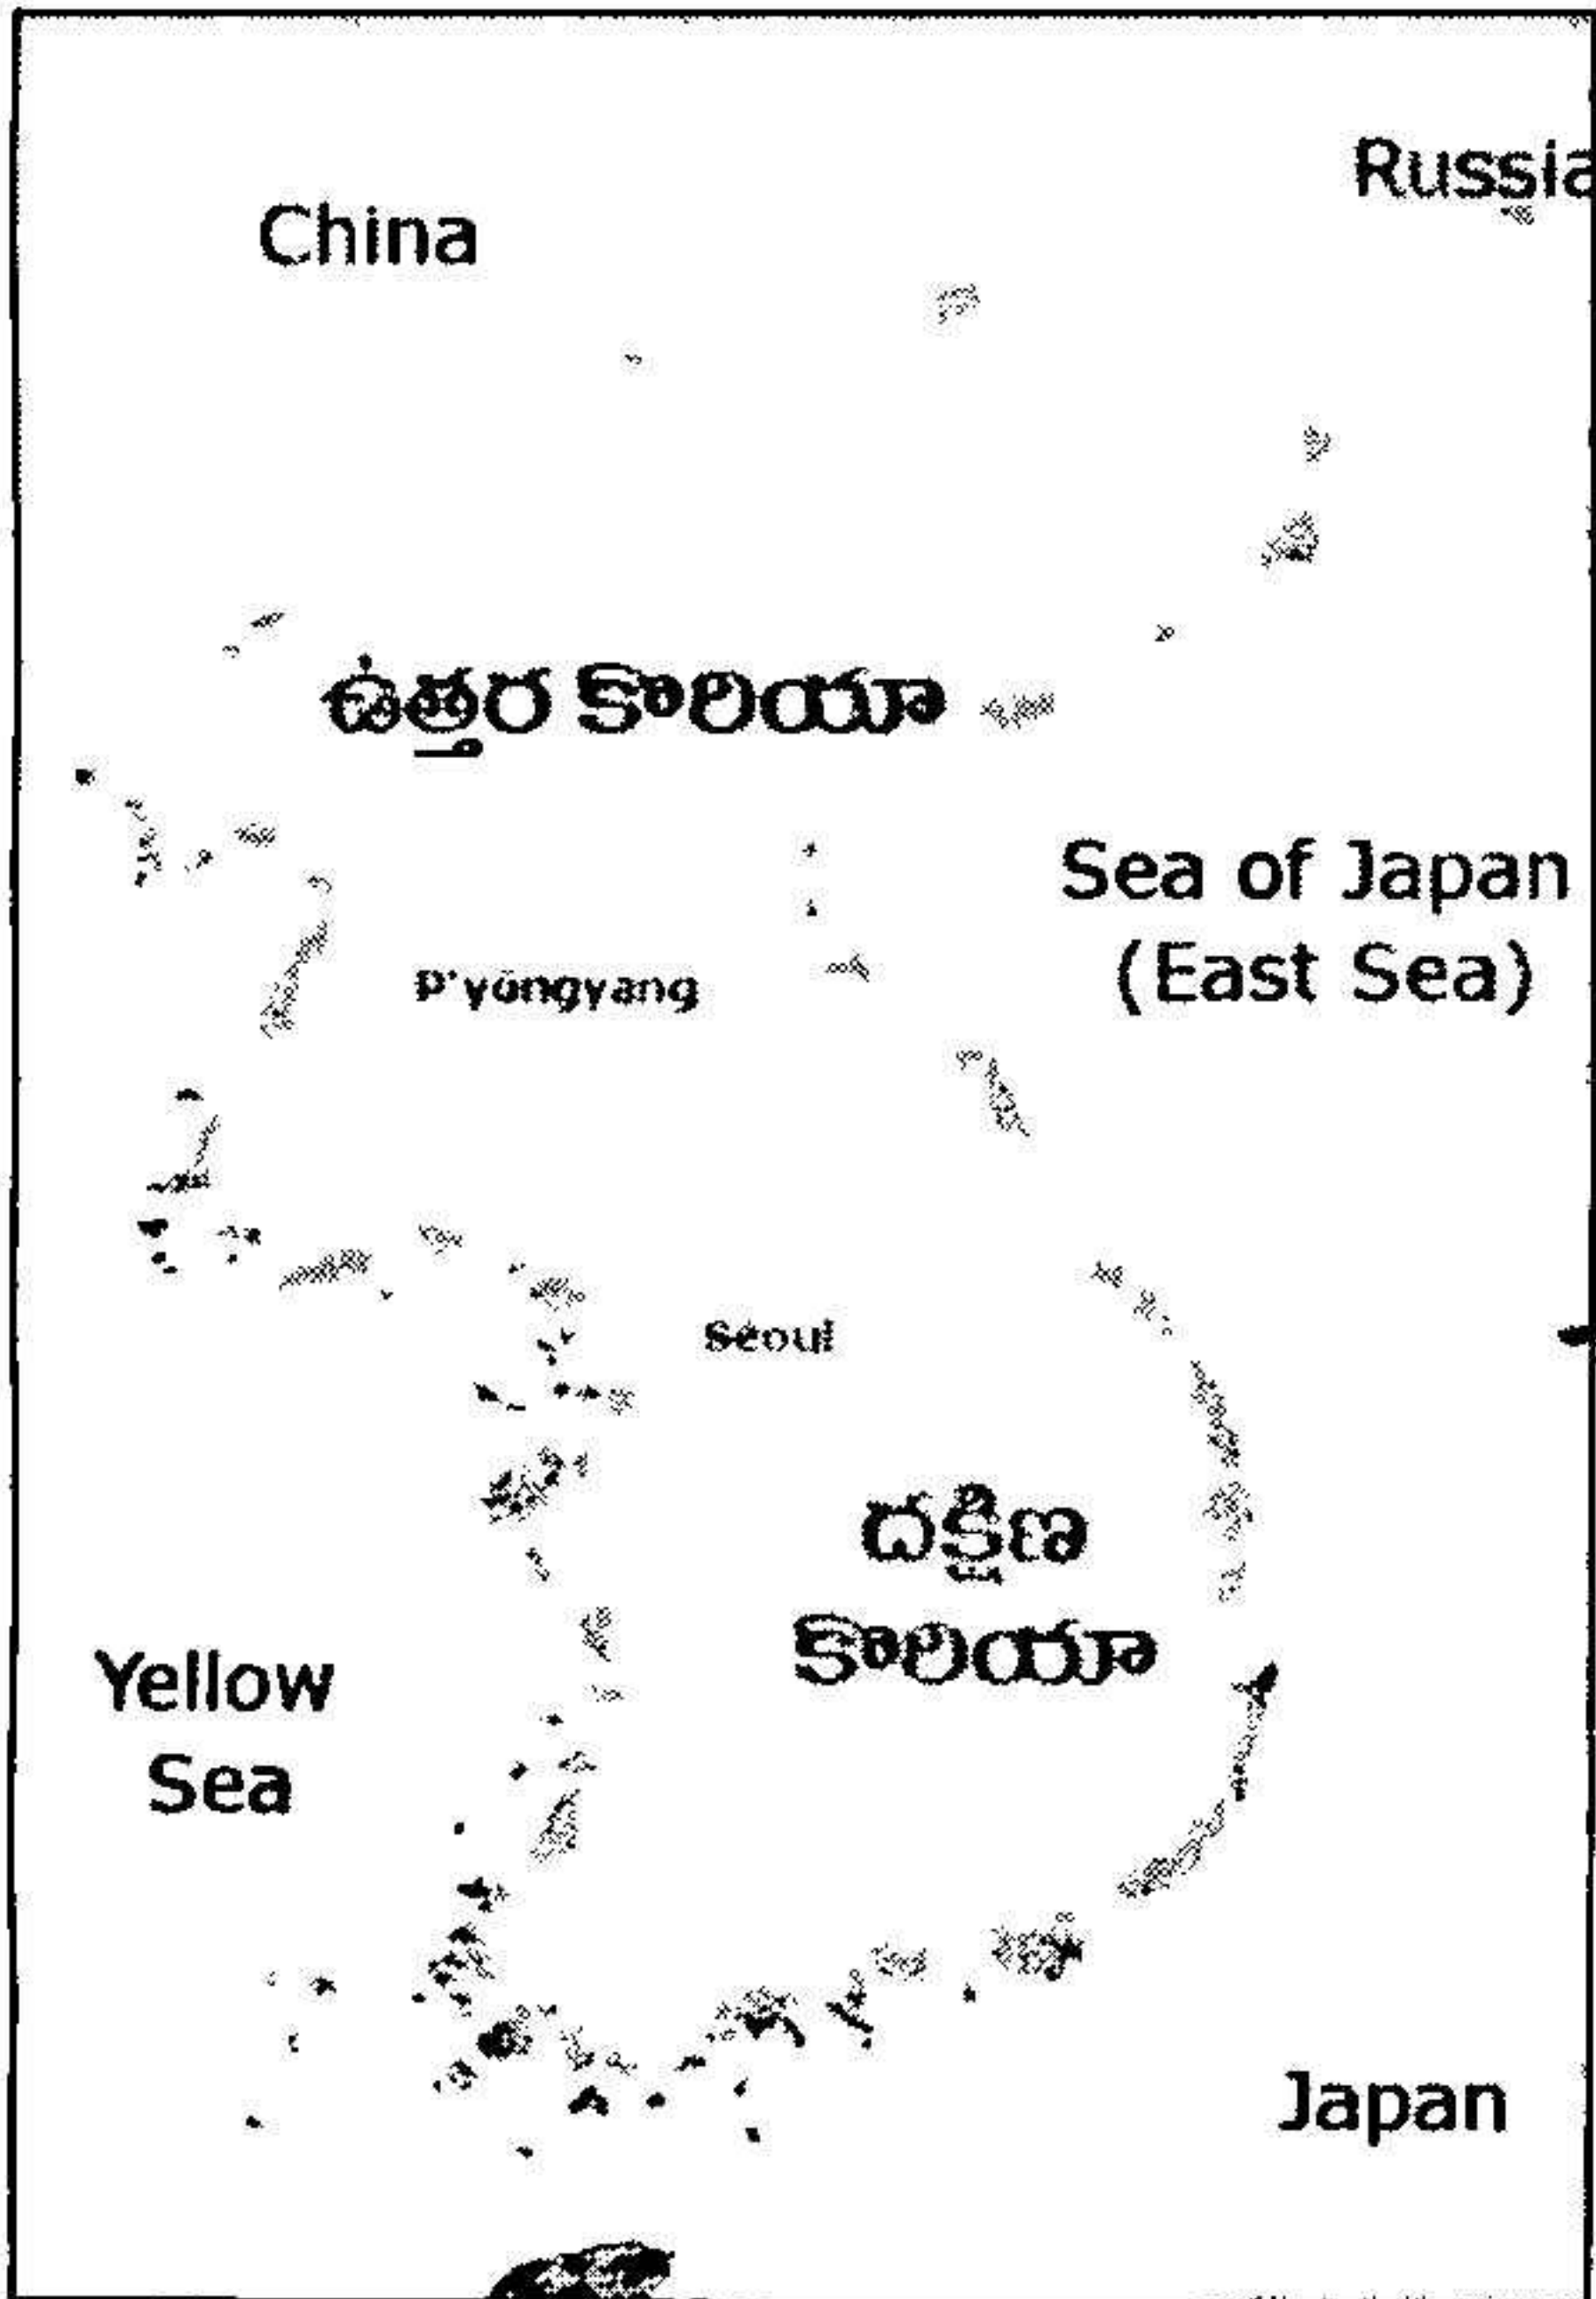 Russia
China
ఉత్తర కొరియా
Sea of Japan
(East Sea)
P'yŏngyang
Seoul
దక్షిణ
కొరియా
Yellow
Sea
Japan